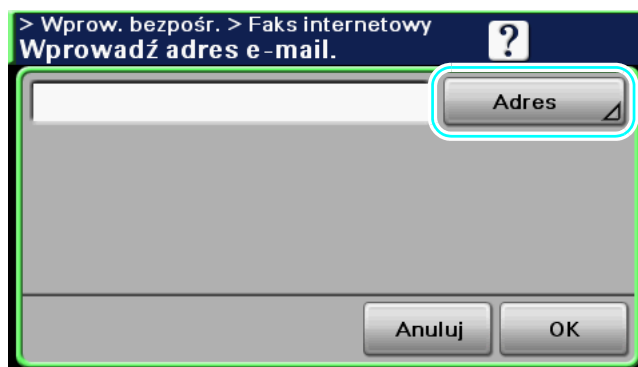 > Wprow. bezpośr. > Faks internetowy
Wprowadź adres e-mail.
?
Adres
Anuluj
OK